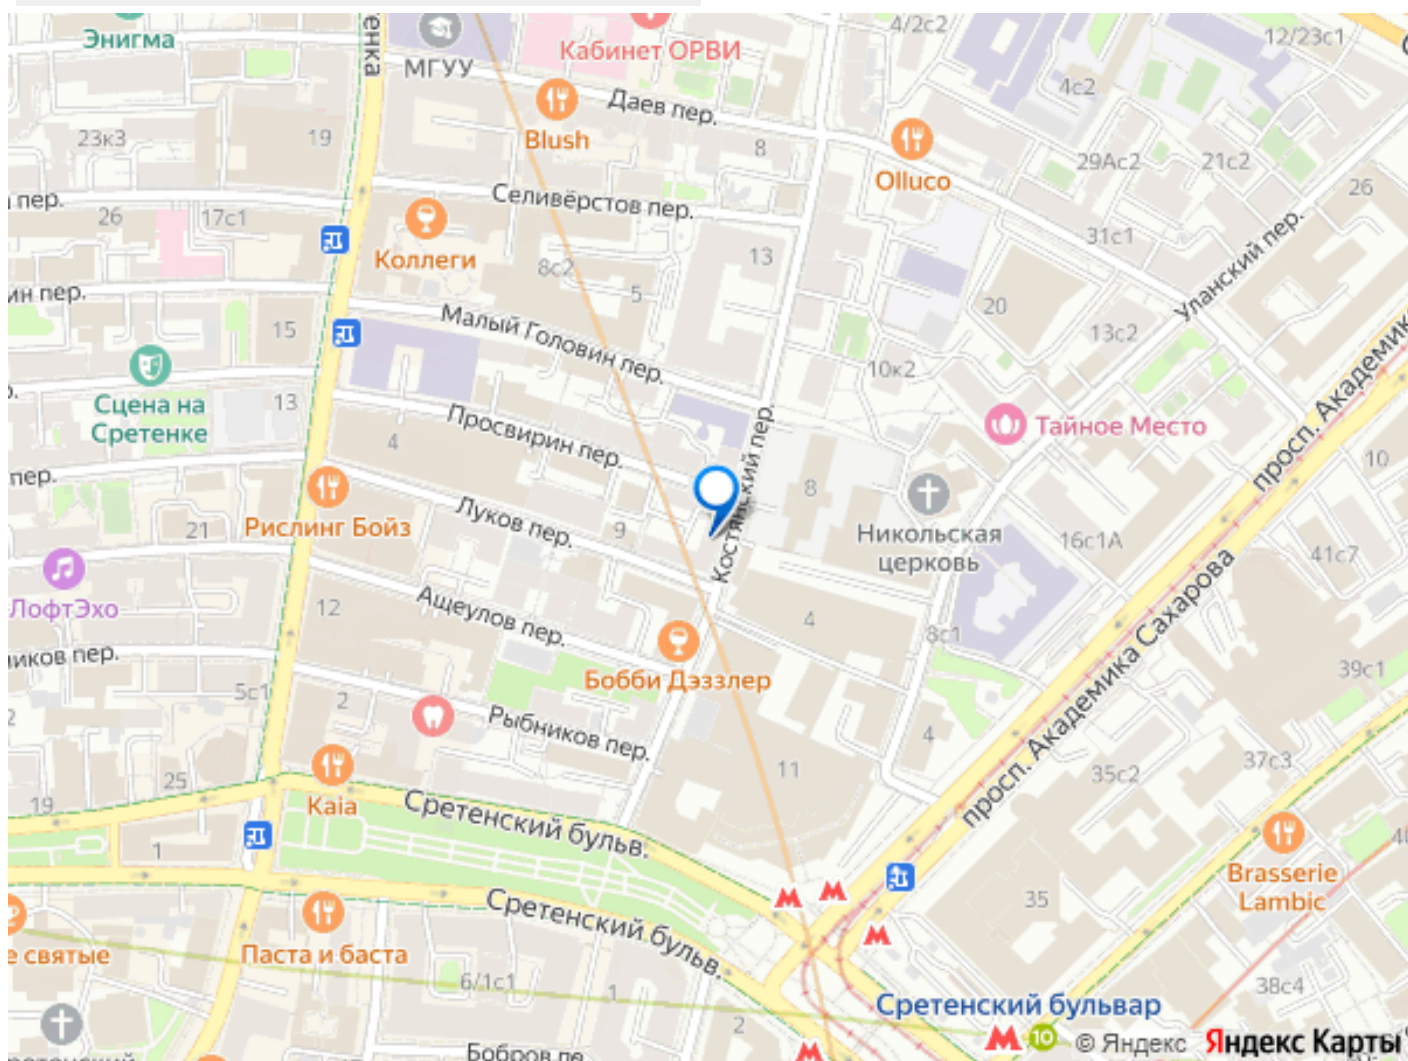 Энигма
МГУУ
Кабинет ОРВИ
4/2с2
12/23с1
4с2
Даев пер.
Blush
23к3
19
8
Olluco
29Ас2
21с2
26
пер.
26
17с1
Селивёрстов пер.
Коллеги
8с2
5
13
31с1
Уланский пер.
20
13с2
ин пер.
15
Малый Головин пер.
10к2
просп. Академик
Сцена на
Сретенке
13
4
Просвирин пер.
Костянский пер.
8
Тайное Место
10
пер.
Рислинг Бойз
21
Луков пер.
9
Никольская
церковь
16с1А
41с7
ЛофтЭхо
12
Ащеулов пер.
4
8с1
просп. Академика Сахарова
39с1
ников пер.
5с1
2
Бобби Дэззлер
Рыбников пер.
4
11
35с2
37с3
25
19
Kaia
Сретенский бульв.
1
Brasserie
Lambic
35
Сретенский бульв.
е святые
Паста и баста
6/1с1
1
2
38с4
Сретенский бульвар
10
© Яндекс
Яндекс Карты